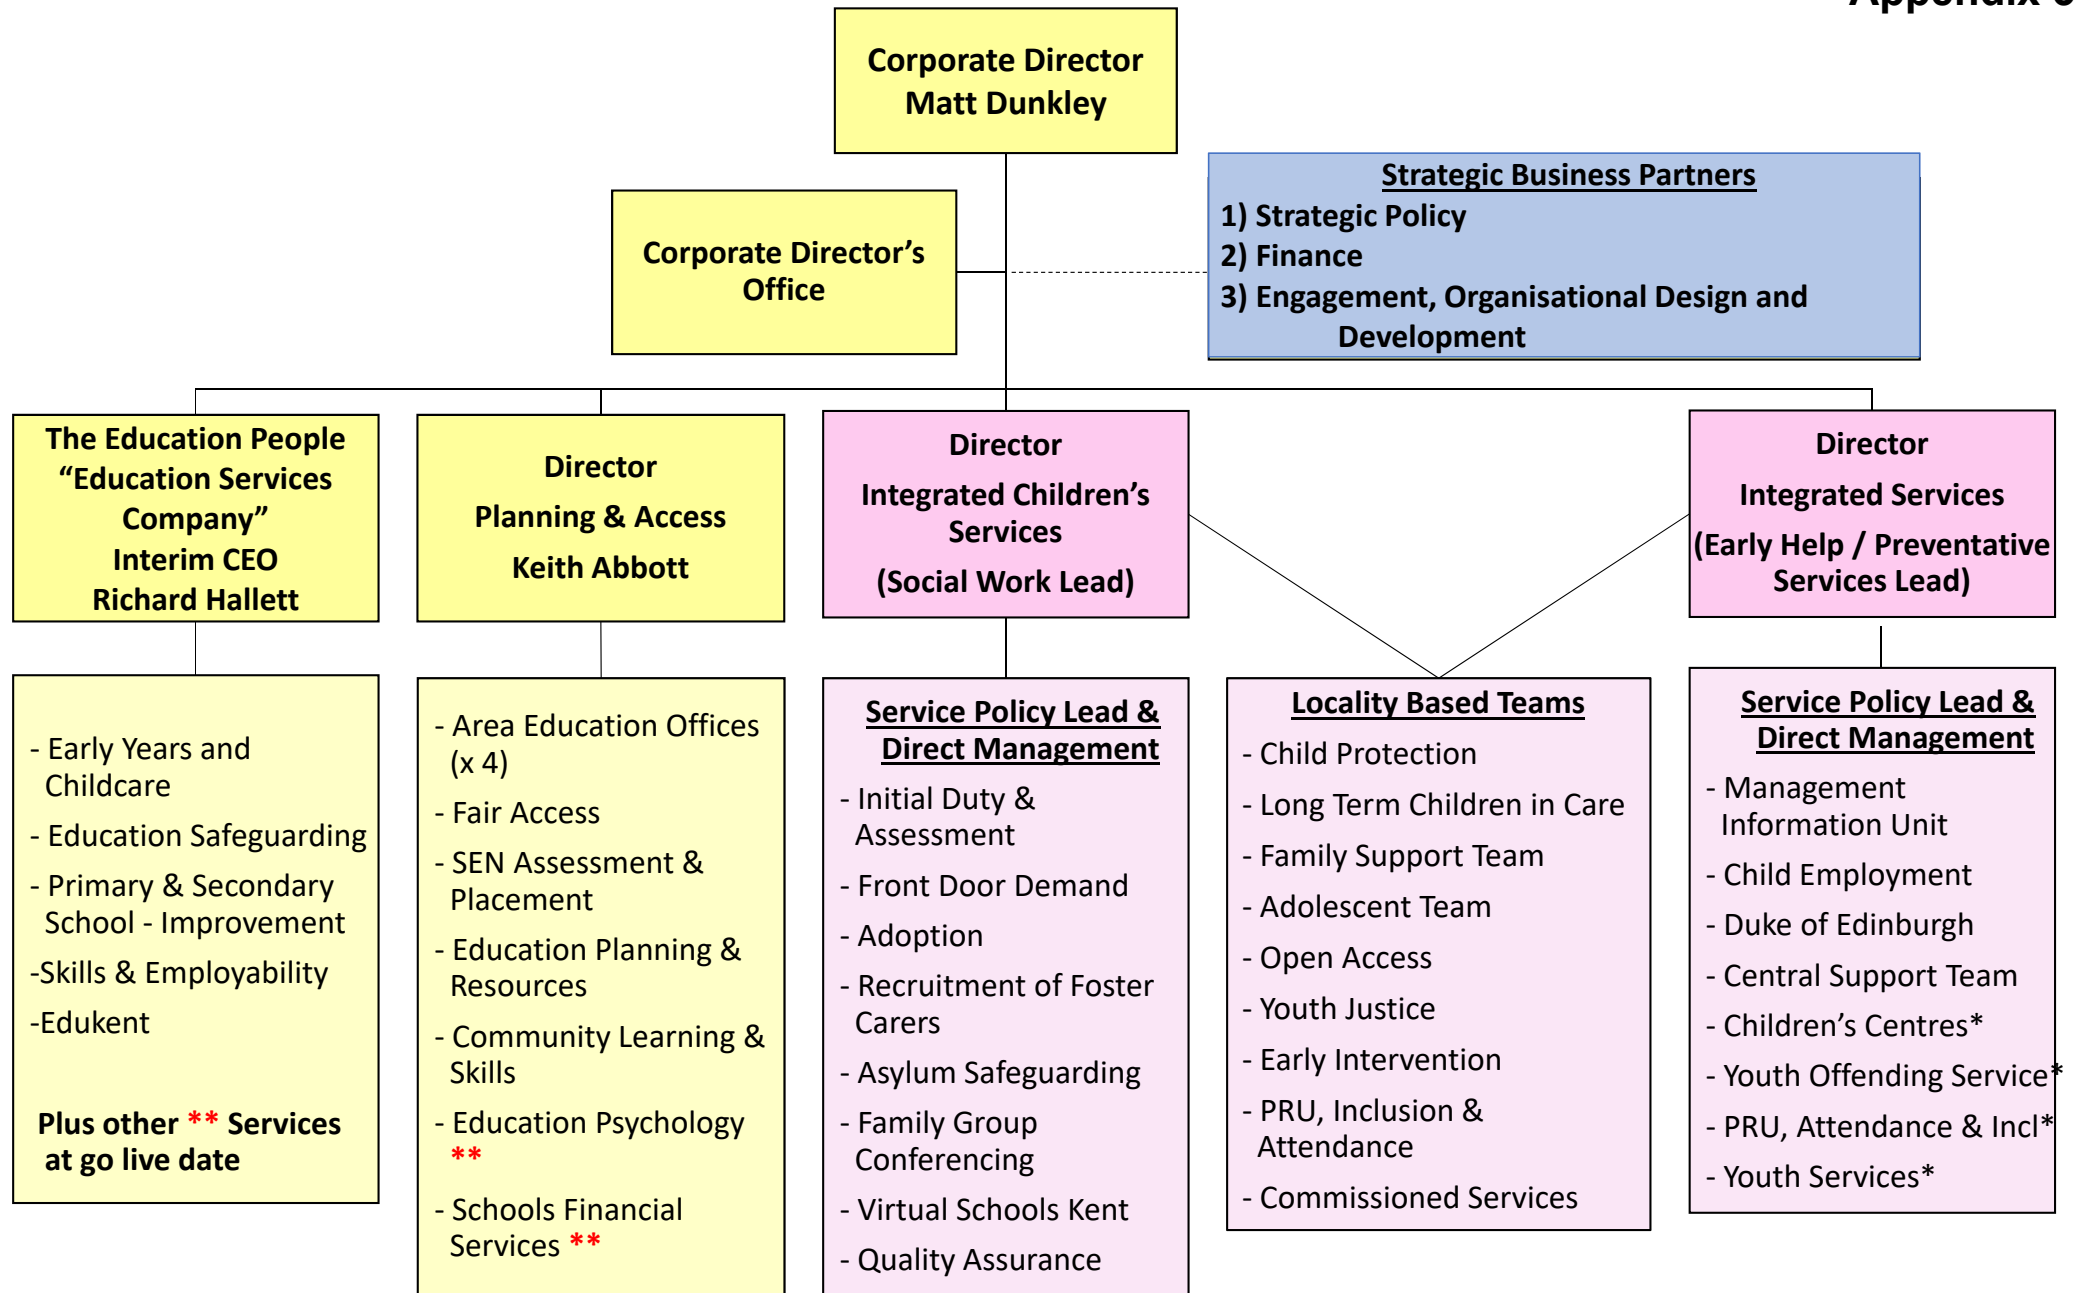 Appendix
Corporate Director
Matt Dunkley
Strategic Business Partners
1) Strategic Policy
2) Finance
3) Engagement, Organisational Design and
Development
Corporate Director’s
Office
The Education People
“Education Services
Company”
Interim CEO
Richard Hallett
Director
Planning & Access
Keith Abbott
Director
Integrated Children’s
Services
(Social Work Lead)
Director
Integrated Services
(Early Help / Preventative
Services Lead)
- Early Years and
Childcare
- Education Safeguarding
- Primary & Secondary
School - Improvement
-Skills & Employability
-Edukent
Plus other ** Services
at go live date
- Area Education Offices
(x 4)
- Fair Access
- SEN Assessment &
Placement
- Education Planning &
Resources
- Community Learning &
Skills
- Education Psychology
**
- Schools Financial
Services **
Service Policy Lead &
Direct Management
- Initial Duty &
Assessment
- Front Door Demand
- Adoption
- Recruitment of Foster
Carers
- Asylum Safeguarding
- Family Group
Conferencing
- Virtual Schools Kent
- Quality Assurance
Locality Based Teams
- Child Protection
- Long Term Children in Care
- Family Support Team
- Adolescent Team
- Open Access
- Youth Justice
- Early Intervention
- PRU, Inclusion &
Attendance
- Commissioned Services
Service Policy Lead &
Direct Management
- Management
Information Unit
- Child Employment
- Duke of Edinburgh
- Central Support Team
- Children’s Centres*
- Youth Offending Service*
- PRU, Attendance & Incl*
- Youth Services*